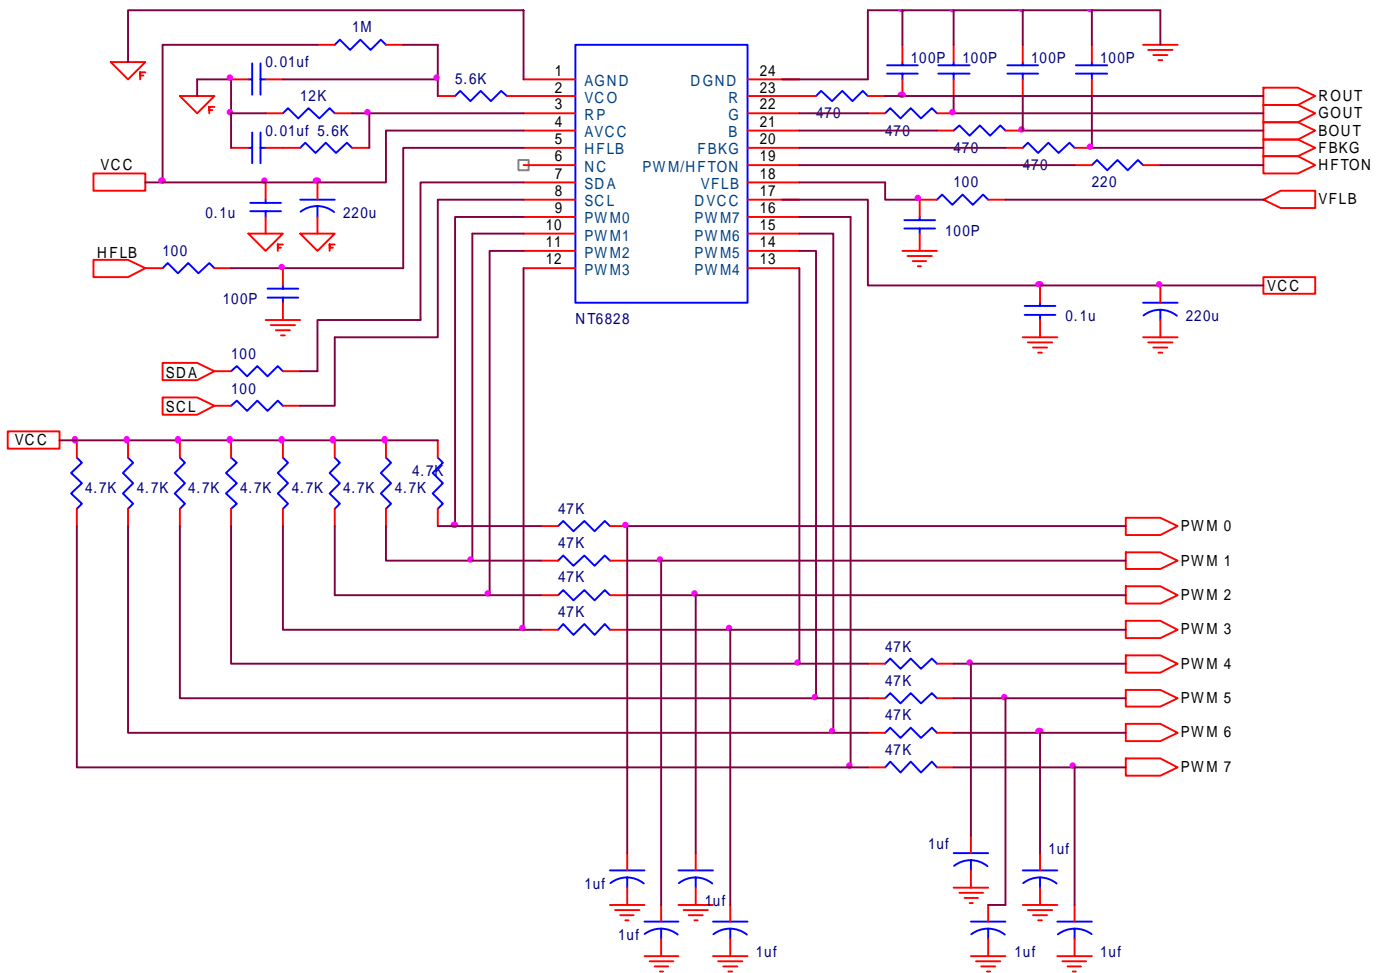 1M
0.01uf
5.6K
12K
0.01uf 5.6K
VCC
0.1u
220u
HFLB
100
100P
100
SDA
100
SCL
VCC
F
F
F
F
1
2
3
4
5
6
7
8
9
10
11
12
AGND
VCO
RP
AVCC
HFLB
NC
SDA
SCL
PWM0
PWM1
PWM2
PWM3
DGND
R
G
B
FBKG
PWM/HFTON
VFLB
DVCC
PWM7
PWM6
PWM5
PWM4
24
23
22
21
20
19
18
17
16
15
14
13
NT6828
100P 100P 100P 100P
470
470
470
470
220
ROUT
GOUT
BOUT
FBKG
HFTON
100
VFLB
100P
VCC
0.1u
220u
4.7K 4.7K 4.7K 4.7K 4.7K 4.7K 4.7K 4.7K
47K
PWM 0
47K
PWM 1
47K
PWM 2
47K
PWM 3
47K
PWM 4
47K
PWM 5
47K
PWM 6
47K
PWM 7
1uf
1uf
1uf
1uf
1uf
1uf
1uf
1uf